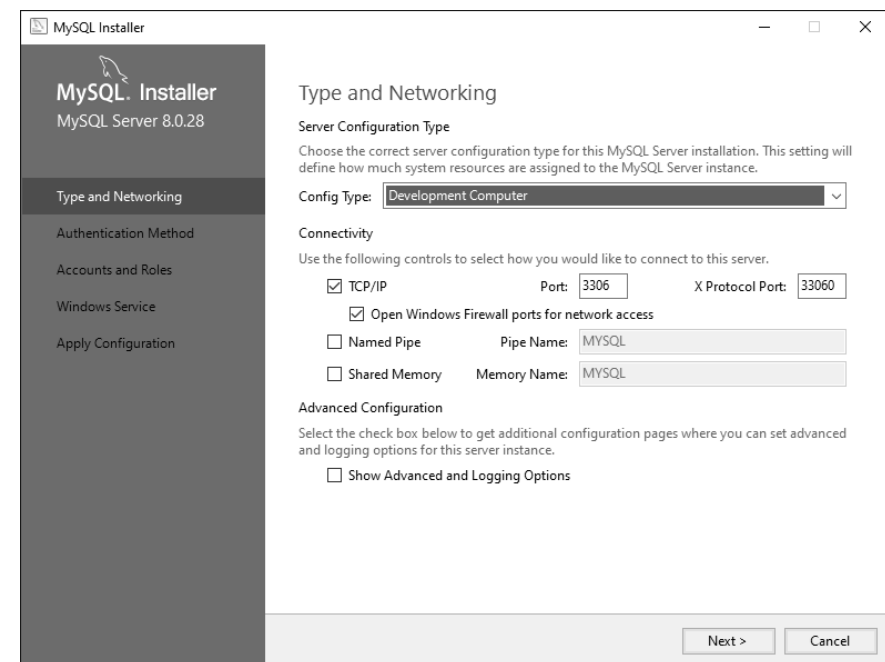 MySQL Installer
MySQL. Installer
MySQL Server 8.0.28
Type and Networking
Authentication Method
Accounts and Roles
Windows Service
Apply Configuration
Type and Networking
Server Configuration Type
Choose the correct server configuration type for this MySQL Server installation. This setting will
define how much system resources are assigned to the MySQL Server instance.
Config Type: Development Computer
Connectivity
Use the following controls to select how you would like to connect to this server.
TCP/IP Port: 3306 X Protocol Port: 33060
Open Windows Firewall ports for network access
Named Pipe Pipe Name: MYSQL
Shared Memory Memory Name: MYSQL
Advanced Configuration
Select the check box below to get additional configuration pages where you can set advanced
and logging options for this server instance.
Show Advanced and Logging Options
Next > Cancel